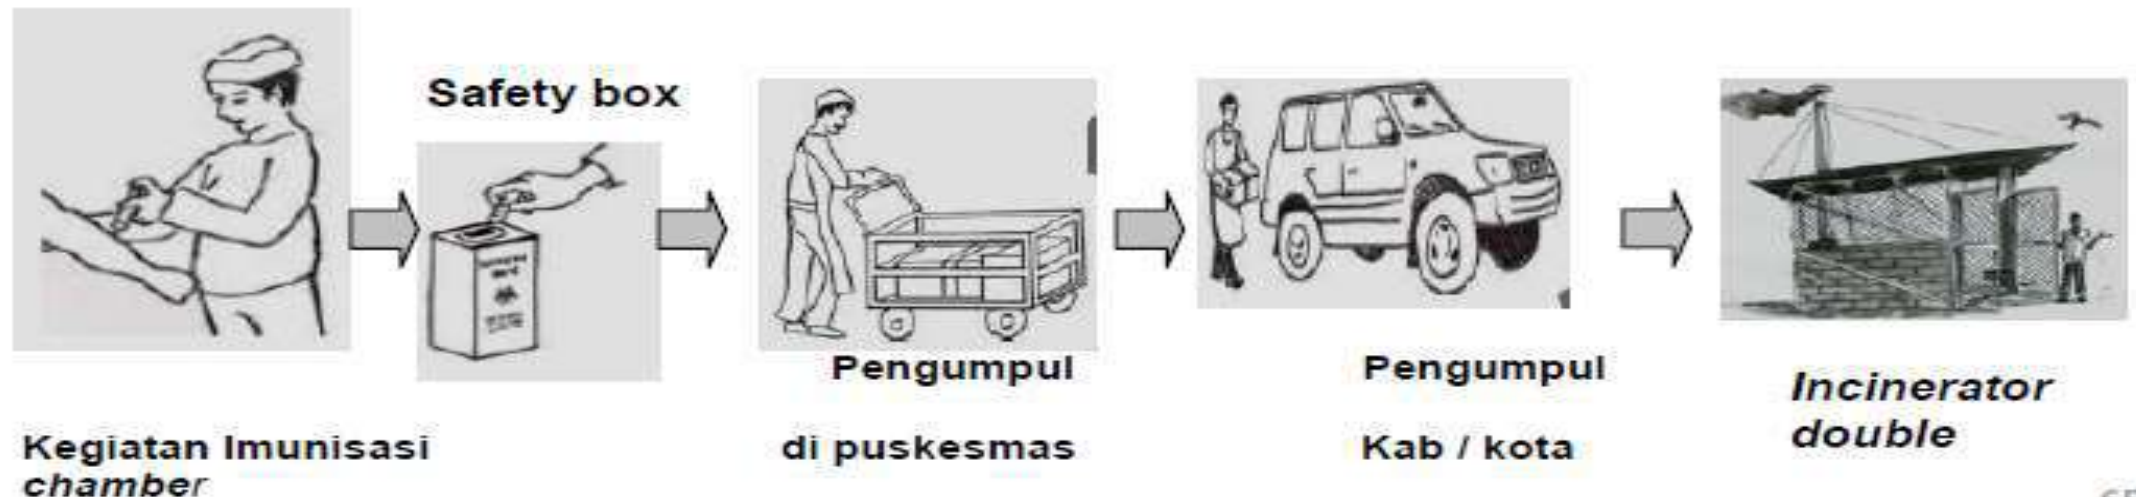 Safety box
Pengumpul
di puskesmas
Pengumpul
Kab / kota
Incinerator
double
Kegiatan Imunisasi
chamber